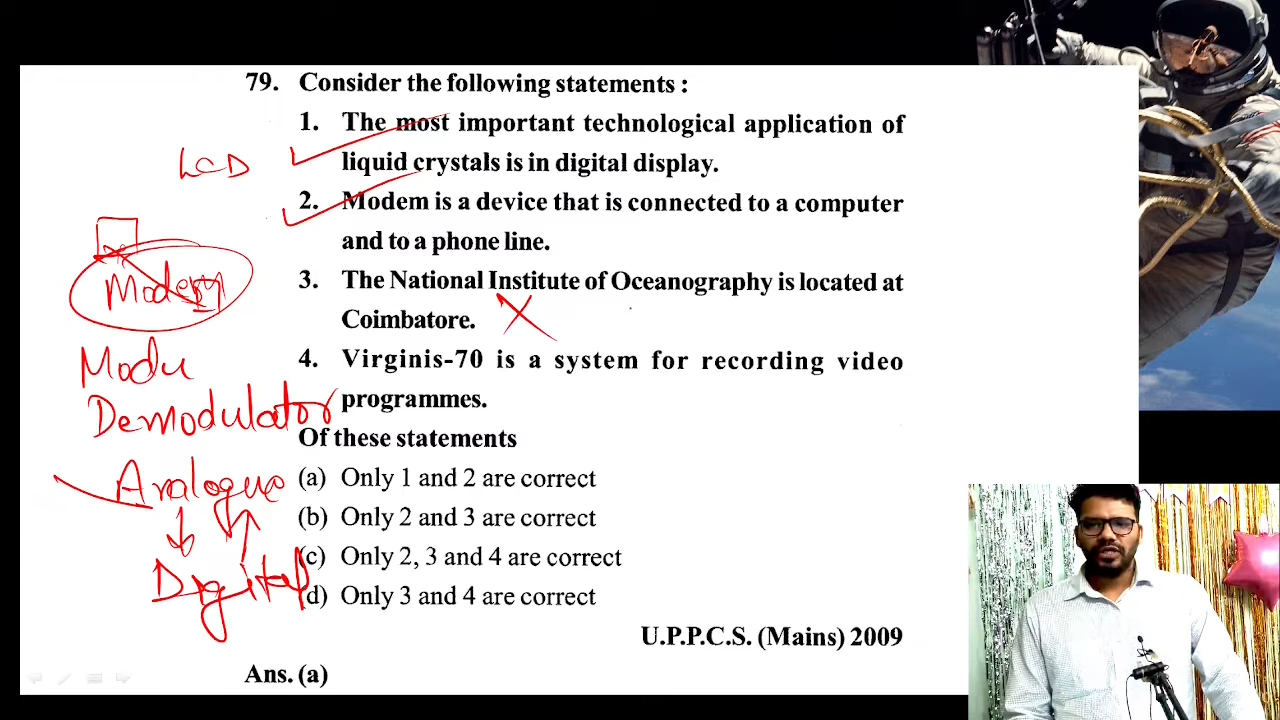 79. Consider the following statements :
1. The most important technological application of
liquid crystals is in digital display.
2. Modem is a device that is connected to a computer
and to a phone line.
3. The National Institute of Oceanography is located at
Coimbatore.
4. Virginis-70 is a system for recording video
programmes.
Of these statements
(a) Only 1 and 2 are correct
(b) Only 2 and 3 are correct
(c) Only 2, 3 and 4 are correct
(d) Only 3 and 4 are correct
U.P.P.C.S. (Mains) 2009
Ans. (a)
LCD
Modem
Modu
Demodulator
Analogue
Digital